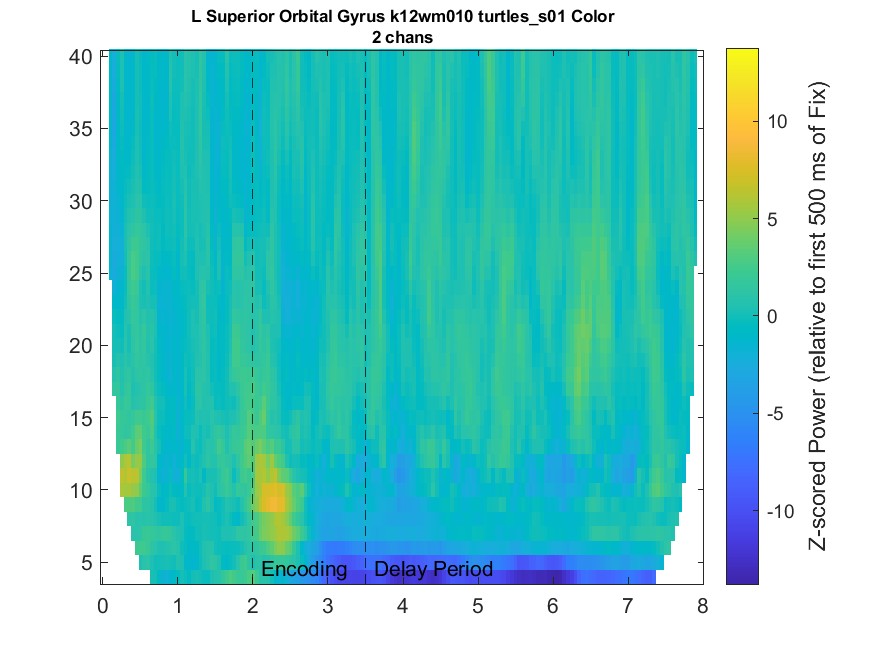 L Superior Orbital Gyrus k12wm010 turtles_s01 Color
2 chans
40
35
30
25
20
15
10
5
Encoding
Delay Period
0 1 2 3 4 5 6 7 8
10
5
0
-5
-10
Z-scored Power (relative to first 500 ms of Fix)